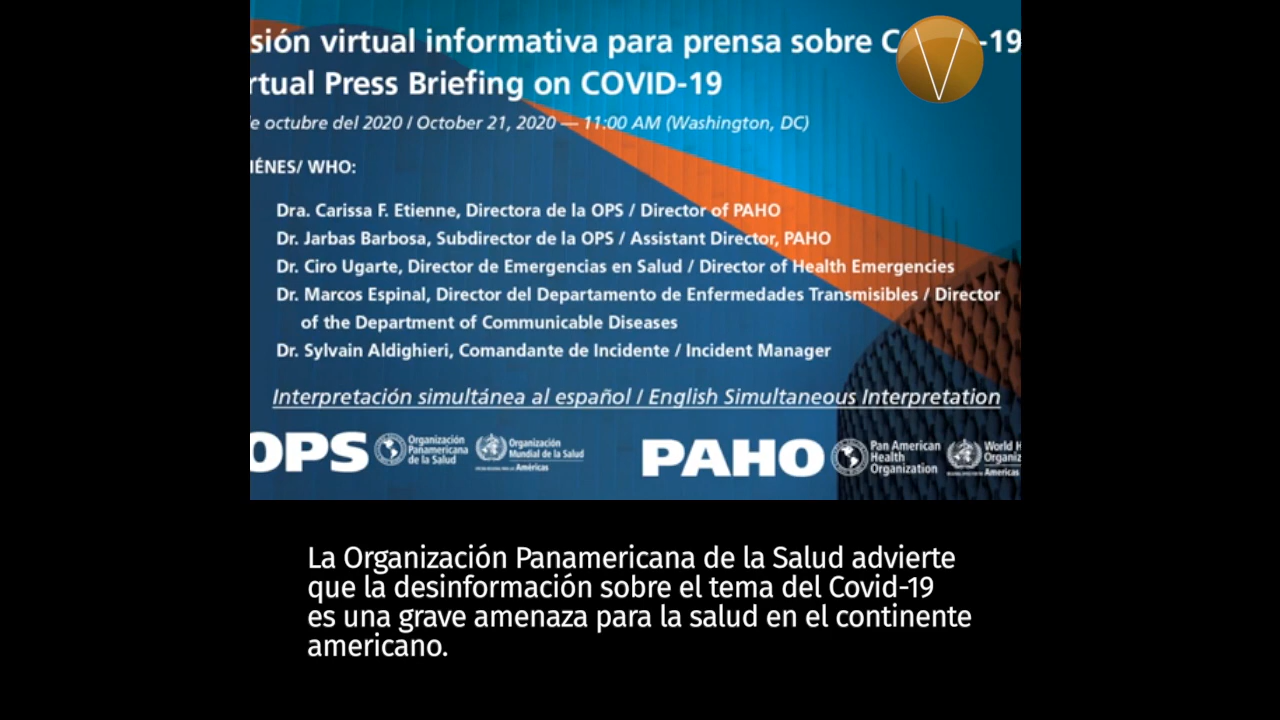 sión virtual informativa para prensa sobre C -19
rtual Press Briefing on COVID-19
e octubre del 2020 / October 21, 2020 — 11:00 AM (Washington, DC)
IÉNES/ WHO:
Dra. Carissa F. Etienne, Directora de la OPS / Director of PAHO
Dr. Jarbas Barbosa, Subdirector de la OPS / Assistant Director, PAHO
Dr. Ciro Ugarte, Director de Emergencias en Salud / Director of Health Emergencies
Dr. Marcos Espinal, Director del Departamento de Enfermedades Transmisibles / Director
of the Department of Communicable Diseases
Dr. Sylvain Aldighieri, Comandante de Incidente / Incident Manager
Interpretación simultánea al español / English Simultaneous Interpretation
OPS
Organización
Panamericana
de la Salud
Organización
Mundial de la Salud
Américas
PAHO
Pan American
Health
Organization
World H
Organiz
Americas
La Organización Panamericana de la Salud advierte
que la desinformación sobre el tema del Covid-19
es una grave amenaza para la salud en el continente
americano.